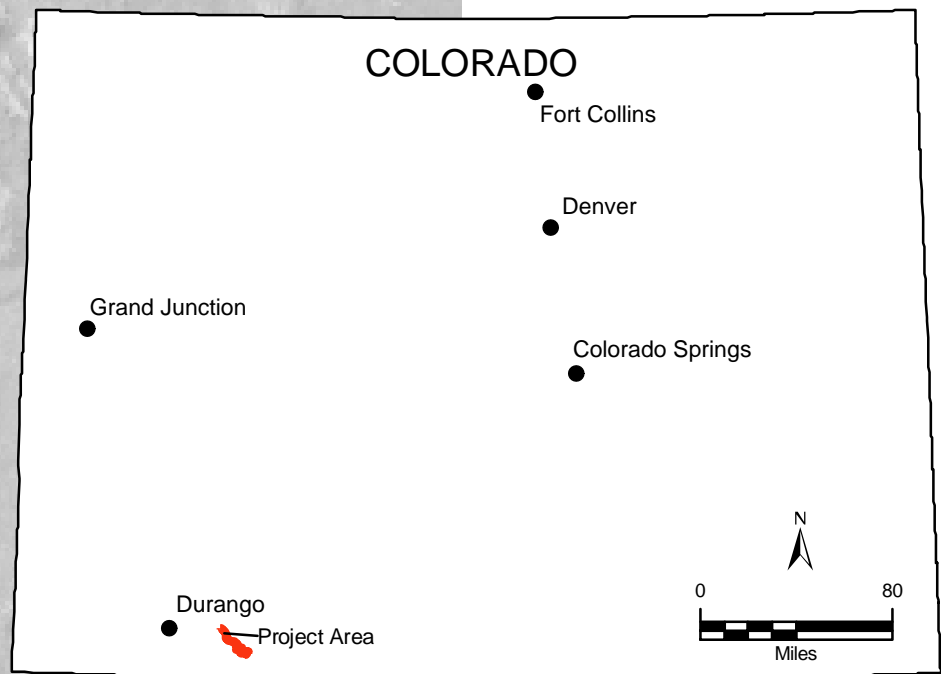 COLORADO
Fort Collins
Denver
Grand Junction
Colorado Springs
N
0 80
Miles
Durango
Project Area